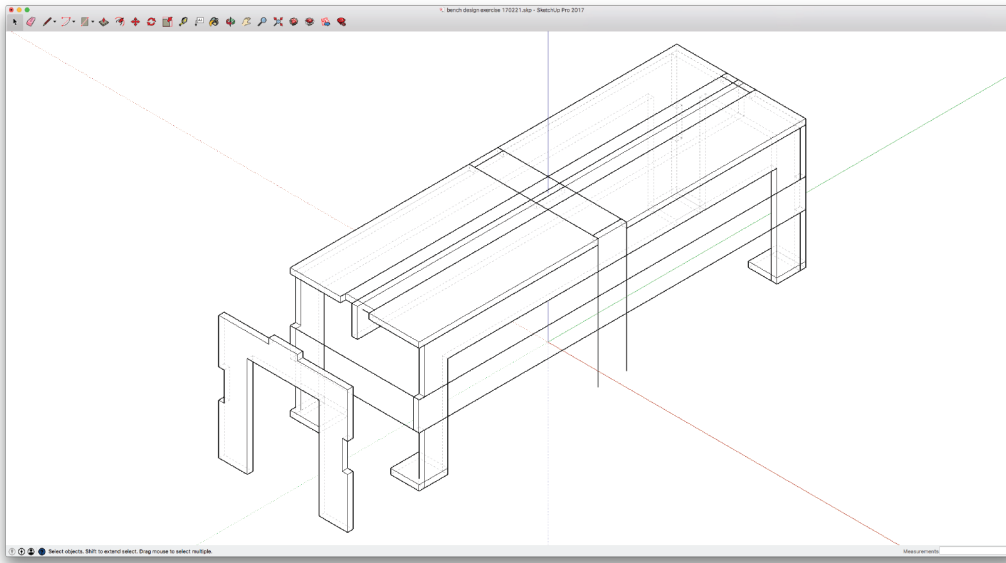 bench design exercise 170221.skp - SketchUp Pro 2017
Select objects. Shift to extend select. Drag mouse to select multiple.
Measurements